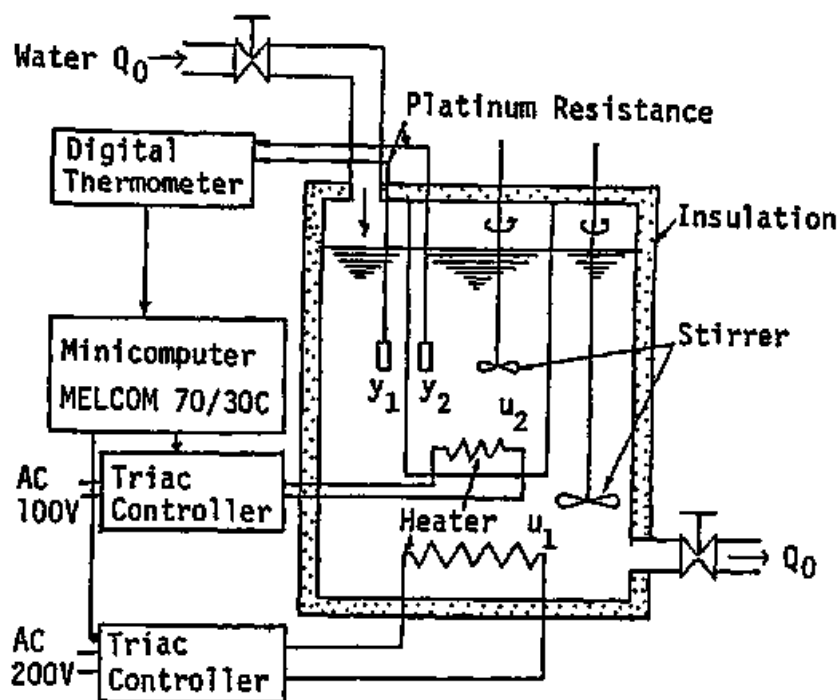 Water Q0
Platinum Resistance
Digital
Thermometer
Insulation
Minicomputer
MELCOM 70/30C
Stirrer
y1
y2
u2
AC
100V
Triac
Controller
Heater
u1
Q0
AC
200V
Triac
Controller